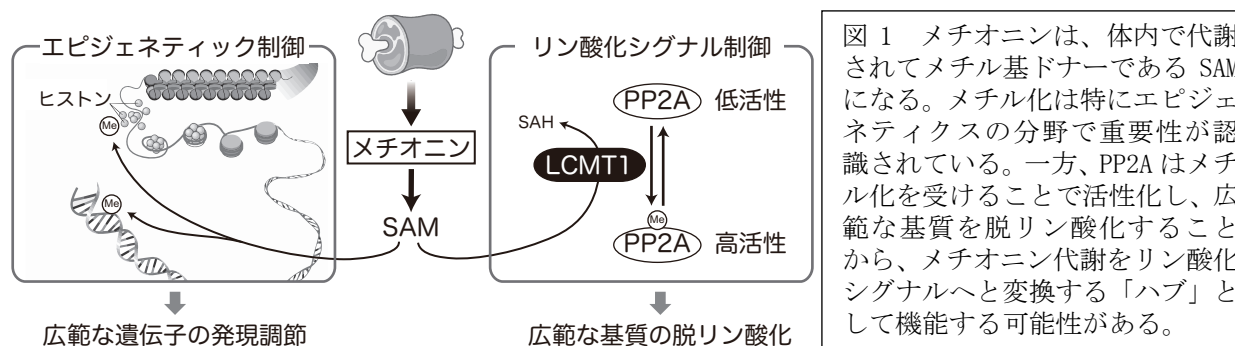 エピジェネティック制御
ヒストン
Me
Me
広範な遺伝子の発現調節
メチオニン
SAM
リン酸化シグナル制御
SAH
LCMT1
PP2A 低活性
Me
PP2A 高活性
広範な基質の脱リン酸化
図 1 メチオニンは、体内で代謝
されてメチル基ドナーである SAM
になる。メチル化は特にエピジェ
ネティクスの分野で重要性が認
識されている。一方、PP2A はメチ
ル化を受けることで活性化し、広
範な基質を脱リン酸化すること
から、メチオニン代謝をリン酸化
シグナルへと変換する「ハブ」と
して機能する可能性がある。